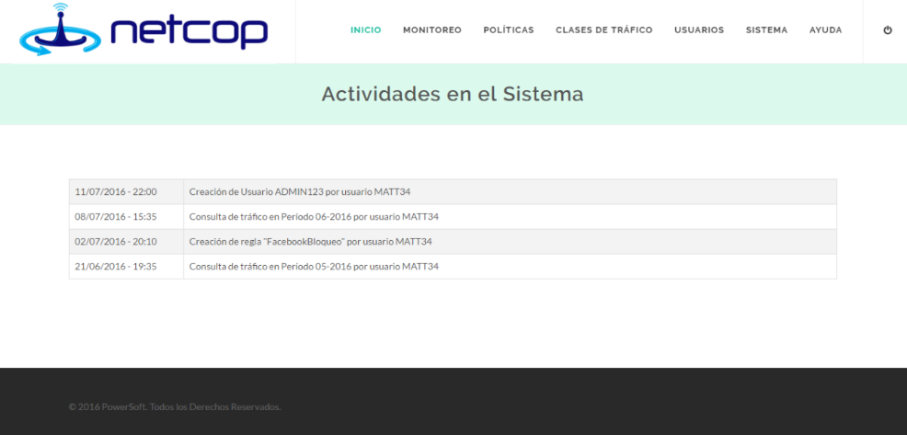 netcop
INICIO MONITOREO POLÍTICAS CLASES DE TRÁFICO USUARIOS SISTEMA AYUDA
Actividades en el Sistema
11/07/2016 - 22:00 Creación de Usuario ADMIN123 por usuario MATT34
08/07/2016 - 15:35 Consulta de tráfico en Periodo 06-2016 por usuario MATT34
02/07/2016 - 20:10 Creación de regla "FacebookBloqueo" por usuario MATT34
21/06/2016 - 19:35 Consulta de tráfico en Periodo 05-2016 por usuario MATT34
© 2016 PowerSoft. Todos los Derechos Reservados.